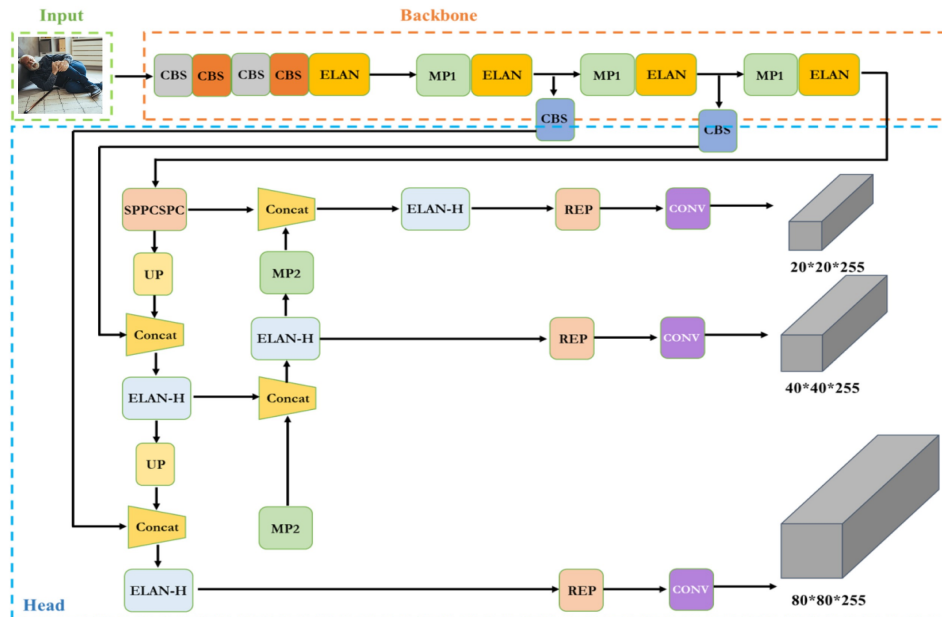 Input
Backbone
CBS CBS CBS CBS ELAN MP1 ELAN MP1 ELAN MP1 ELAN
CBS CBS
SPPCSPC Concat ELAN-H REP CONV
20*20*255
UP MP2
Concat ELAN-H REP CONV
40*40*255
ELAN-H Concat
UP
Concat MP2
ELAN-H REP CONV
80*80*255
Head